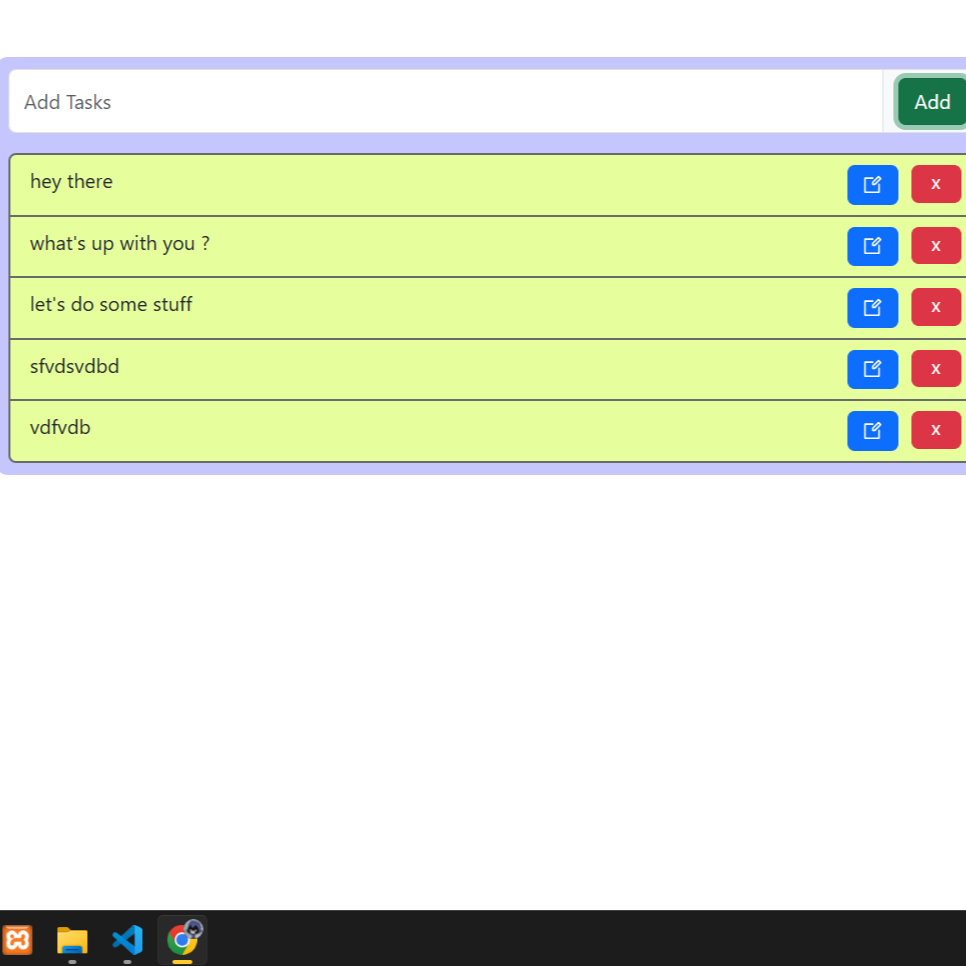 Add Tasks Add
hey there x
what's up with you ? x
let's do some stuff x
sfvdsvdbd x
vdfvdb x